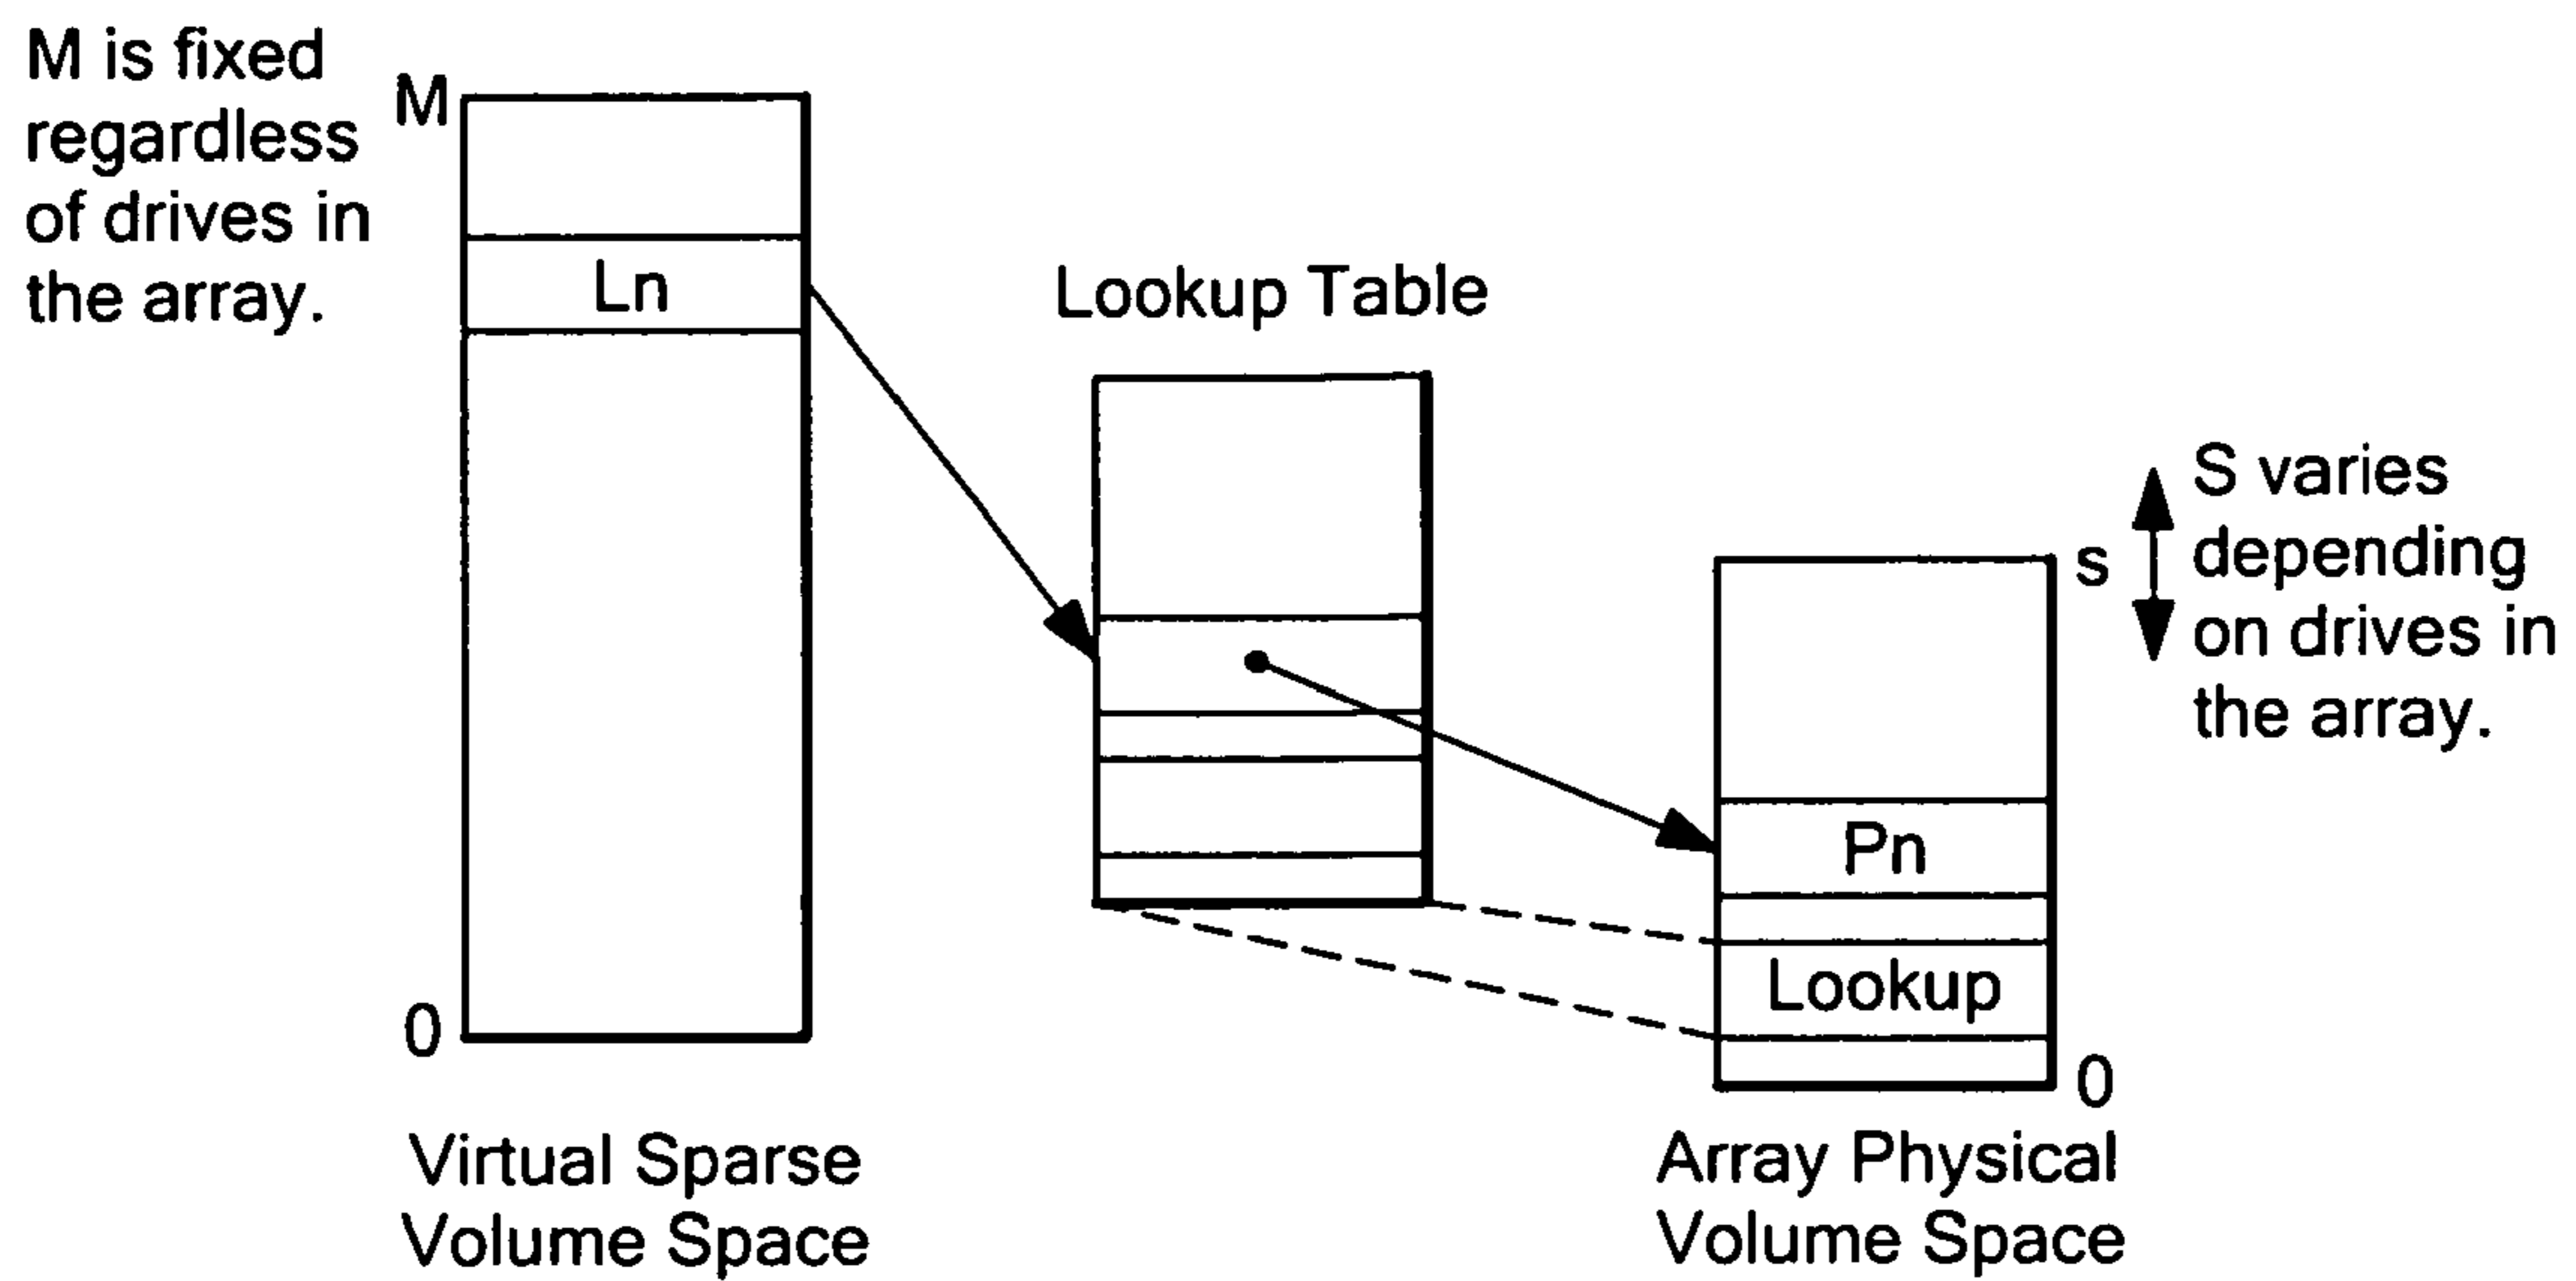 M is fixed
regardless
of drives in
the array.
M
Ln
0
Virtual Sparse
Volume Space
Lookup Table
S varies
depending
on drives in
the array.
s
Pn
Lookup
0
Array Physical
Volume Space